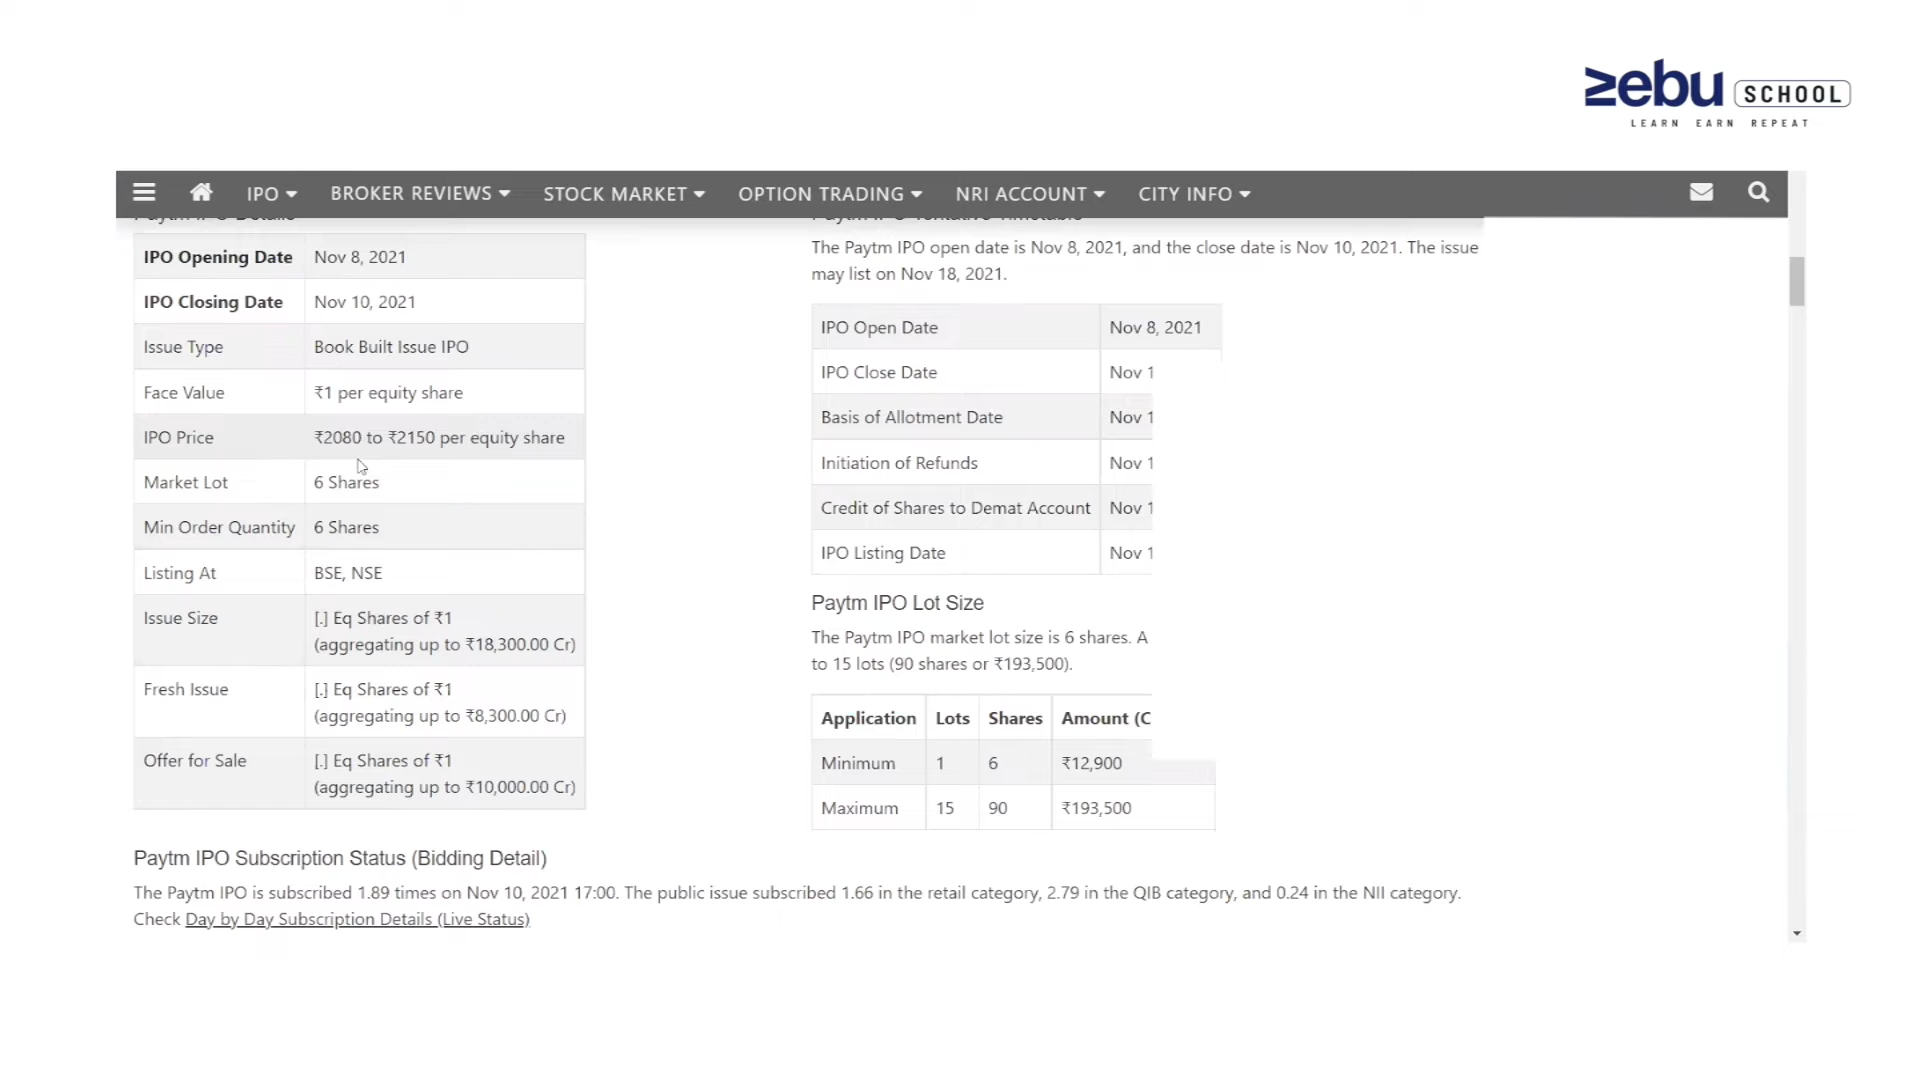 zebu SCHOOL
LEARN EARN REPEAT
IPO BROKER REVIEWS STOCK MARKET OPTION TRADING NRI ACCOUNT CITY INFO
IPO Opening Date Nov 8, 2021
IPO Closing Date Nov 10, 2021
Issue Type Book Built Issue IPO
Face Value ₹1 per equity share
IPO Price ₹2080 to ₹2150 per equity share
Market Lot 6 Shares
Min Order Quantity 6 Shares
Listing At BSE, NSE
Issue Size [.] Eq Shares of ₹1
(aggregating up to ₹18,300.00 Cr)
Fresh Issue [.] Eq Shares of ₹1
(aggregating up to ₹8,300.00 Cr)
Offer for Sale [.] Eq Shares of ₹1
(aggregating up to ₹10,000.00 Cr)
The Paytm IPO open date is Nov 8, 2021, and the close date is Nov 10, 2021. The issue
may list on Nov 18, 2021.
IPO Open Date Nov 8, 2021
IPO Close Date Nov 1
Basis of Allotment Date Nov 1
Initiation of Refunds Nov 1
Credit of Shares to Demat Account Nov 1
IPO Listing Date Nov 1
Paytm IPO Lot Size
The Paytm IPO market lot size is 6 shares. A
to 15 lots (90 shares or ₹193,500).
Application Lots Shares Amount (C
Minimum 1 6 ₹12,900
Maximum 15 90 ₹193,500
Paytm IPO Subscription Status (Bidding Detail)
The Paytm IPO is subscribed 1.89 times on Nov 10, 2021 17:00. The public issue subscribed 1.66 in the retail category, 2.79 in the QIB category, and 0.24 in the NII category.
Check Day by Day Subscription Details (Live Status)